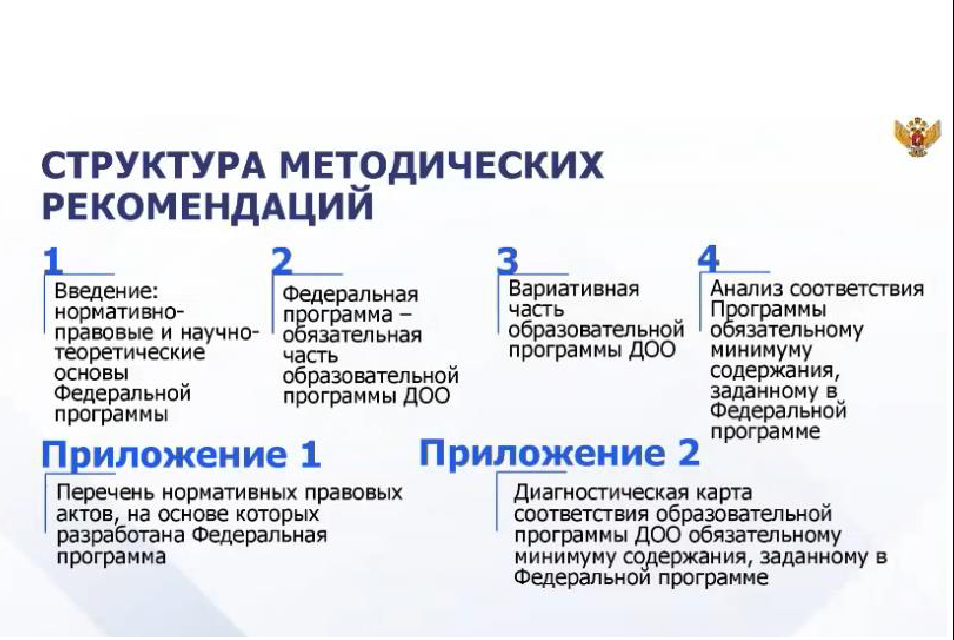 СТРУКТУРА МЕТОДИЧЕСКИХ
РЕКОМЕНДАЦИЙ
1
Введение:
нормативно-
правовые и научно-
теоретические
основы
Федеральной
программы
2
Федеральная
программа –
обязательная
часть
образовательной
программы ДОО
3
Вариативная
часть
образовательной
программы ДОО
4
Анализ соответствия
Программы
обязательному
минимуму
содержания,
заданному в
Федеральной
программе
Приложение 1
Перечень нормативных правовых
актов, на основе которых
разработана Федеральная
программа
Приложение 2
Диагностическая карта
соответствия образовательной
программы ДОО обязательному
минимуму содержания, заданному в
Федеральной программе